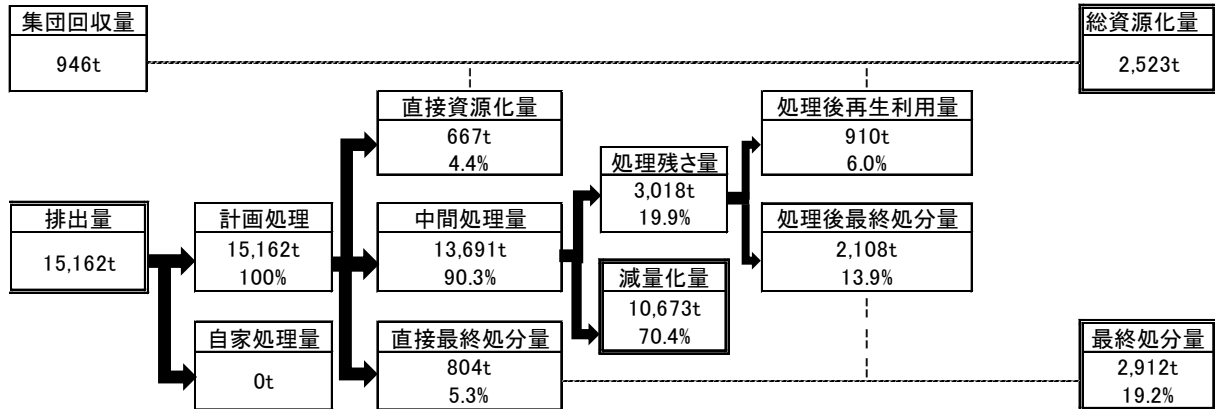 集団回収量
946t
総資源化量
2,523t
直接資源化量
667t
4.4%
処理後再生利用量
910t
6.0%
処理残さ量
3,018t
19.9%
排出量
15,162t
計画処理
15,162t
100%
中間処理量
13,691t
90.3%
処理後最終処分量
2,108t
13.9%
減量化量
10,673t
70.4%
自家処理量
0t
直接最終処分量
804t
5.3%
最終処分量
2,912t
19.2%